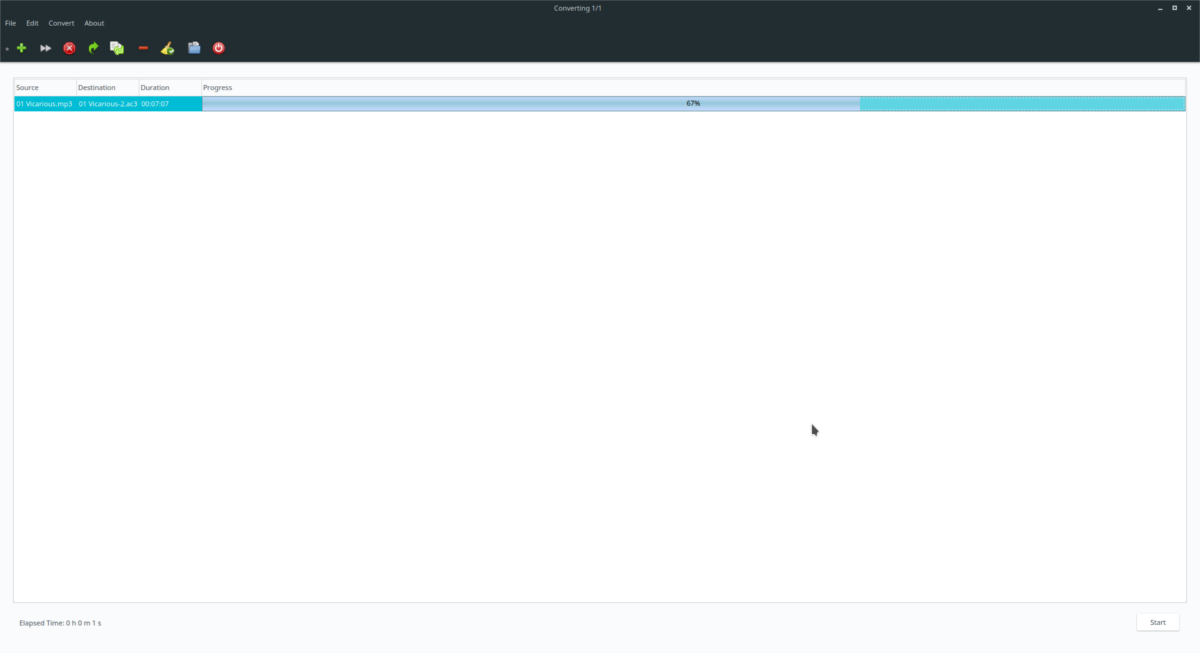 Converting 1/1
File Edit Convert About
Source Destination Duration Progress
01 Vicarious.mp3 01 Vicarious-2.ac3 00:07:07 67%
Elapsed Time: 0 h 0 m 1 s
Start